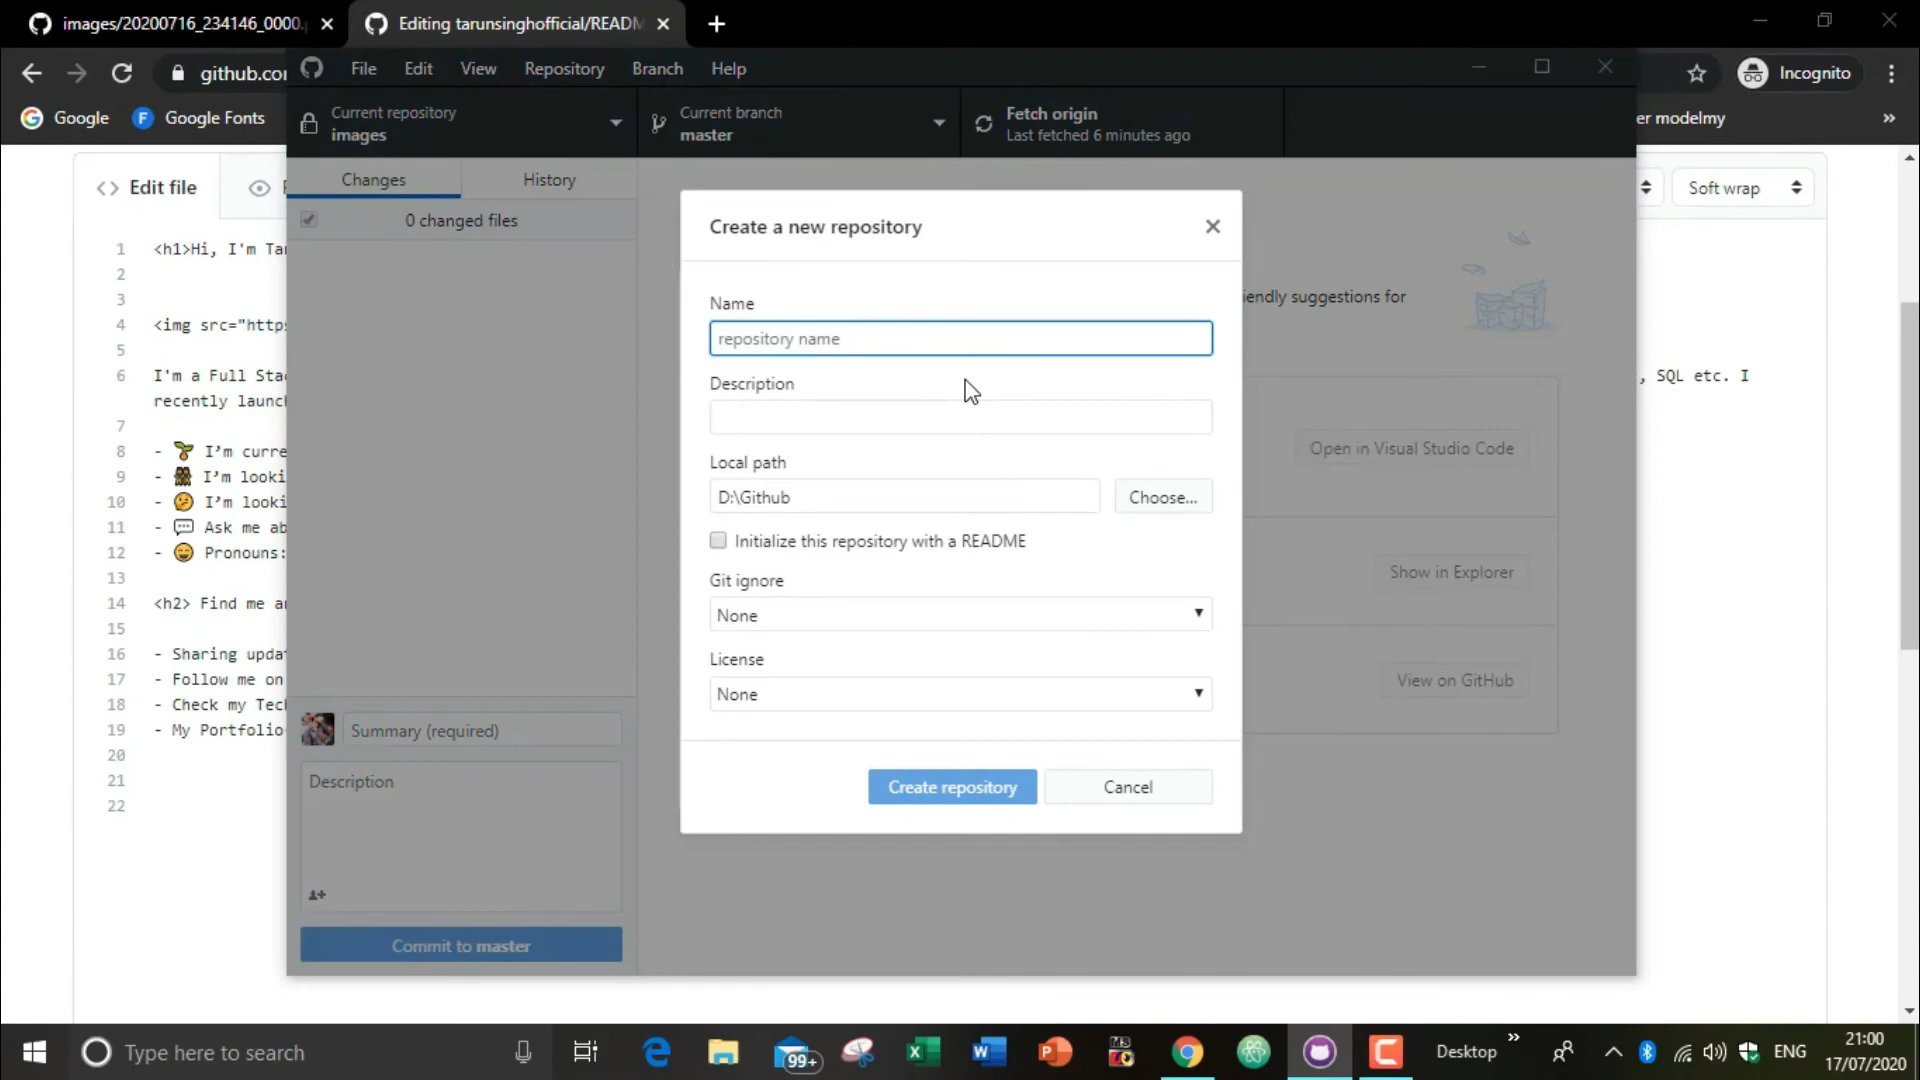 images/20200716_234146_0000.
Editing tarunsinghofficial/READM
github.co
Incognito
Google
Google Fonts
er modelmy
»
File Edit View Repository Branch Help
Current repository
images
Current branch
master
Fetch origin
Last fetched 6 minutes ago
Edit file
Soft wrap
Changes
History
0 changed files
1 <h1>Hi, I'm Ta
2
3
4 <img src="http
5
6 I'm a Full Sta
, SQL etc. I
recently launc
7
8 - I'm curre
9 - I'm looki
10 - I'm looki
11 - Ask me ab
12 - Pronouns:
13
14 <h2> Find me a
15
16 - Sharing upda
17 - Follow me on
18 - Check my Tec
19 - My Portfolio
20
21
22
Create a new repository
Name
repository name
Description
Local path
D:\Github
Choose...
Initialize this repository with a README
Git ignore
None
License
None
Create repository
Cancel
iendly suggestions for
Open in Visual Studio Code
Show in Explorer
View on GitHub
Summary (required)
Description
Commit to master
Type here to search
99+
Desktop
»
ENG
21:00
17/07/2020